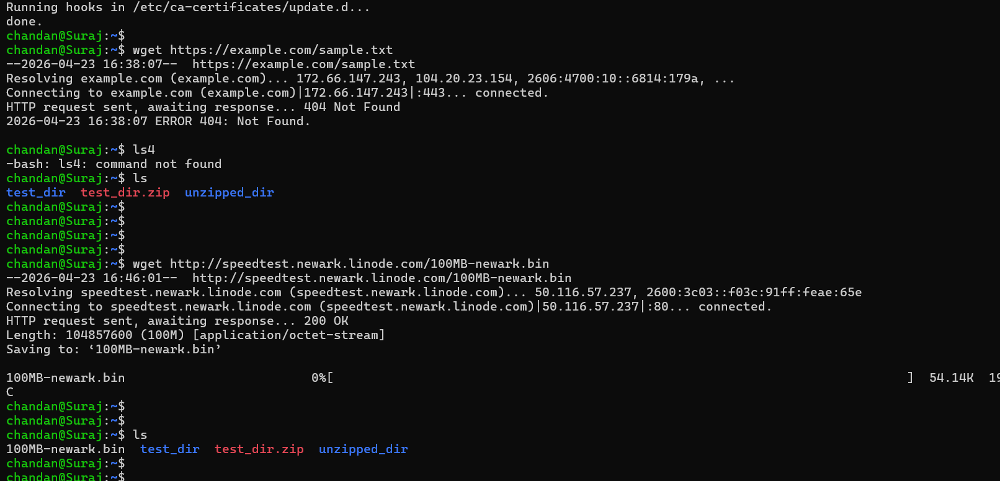 Running hooks in /etc/ca-certificates/update.d...
done.
chandan@Suraj:~$
chandan@Suraj:~$ wget https://example.com/sample.txt
--2026-04-23 16:38:07--  https://example.com/sample.txt
Resolving example.com (example.com)... 172.66.147.243, 104.20.23.154, 2606:4700:10::6814:179a, ...
Connecting to example.com (example.com)|172.66.147.243|:443... connected.
HTTP request sent, awaiting response... 404 Not Found
2026-04-23 16:38:07 ERROR 404: Not Found.
chandan@Suraj:~$ ls4
-bash: ls4: command not found
chandan@Suraj:~$ ls
test_dir  test_dir.zip  unzipped_dir
chandan@Suraj:~$
chandan@Suraj:~$
chandan@Suraj:~$
chandan@Suraj:~$
chandan@Suraj:~$ wget http://speedtest.newark.linode.com/100MB-newark.bin
--2026-04-23 16:46:01--  http://speedtest.newark.linode.com/100MB-newark.bin
Resolving speedtest.newark.linode.com (speedtest.newark.linode.com)... 50.116.57.237, 2600:3c03::f03c:91ff:feae:65e
Connecting to speedtest.newark.linode.com (speedtest.newark.linode.com)|50.116.57.237|:80... connected.
HTTP request sent, awaiting response... 200 OK
Length: 104857600 (100M) [application/octet-stream]
Saving to: ‘100MB-newark.bin’
100MB-newark.bin                         0%[                                                                             ]  54.14K  19
C
chandan@Suraj:~$
chandan@Suraj:~$
chandan@Suraj:~$ ls
100MB-newark.bin  test_dir  test_dir.zip  unzipped_dir
chandan@Suraj:~$
chandan@Suraj:~$